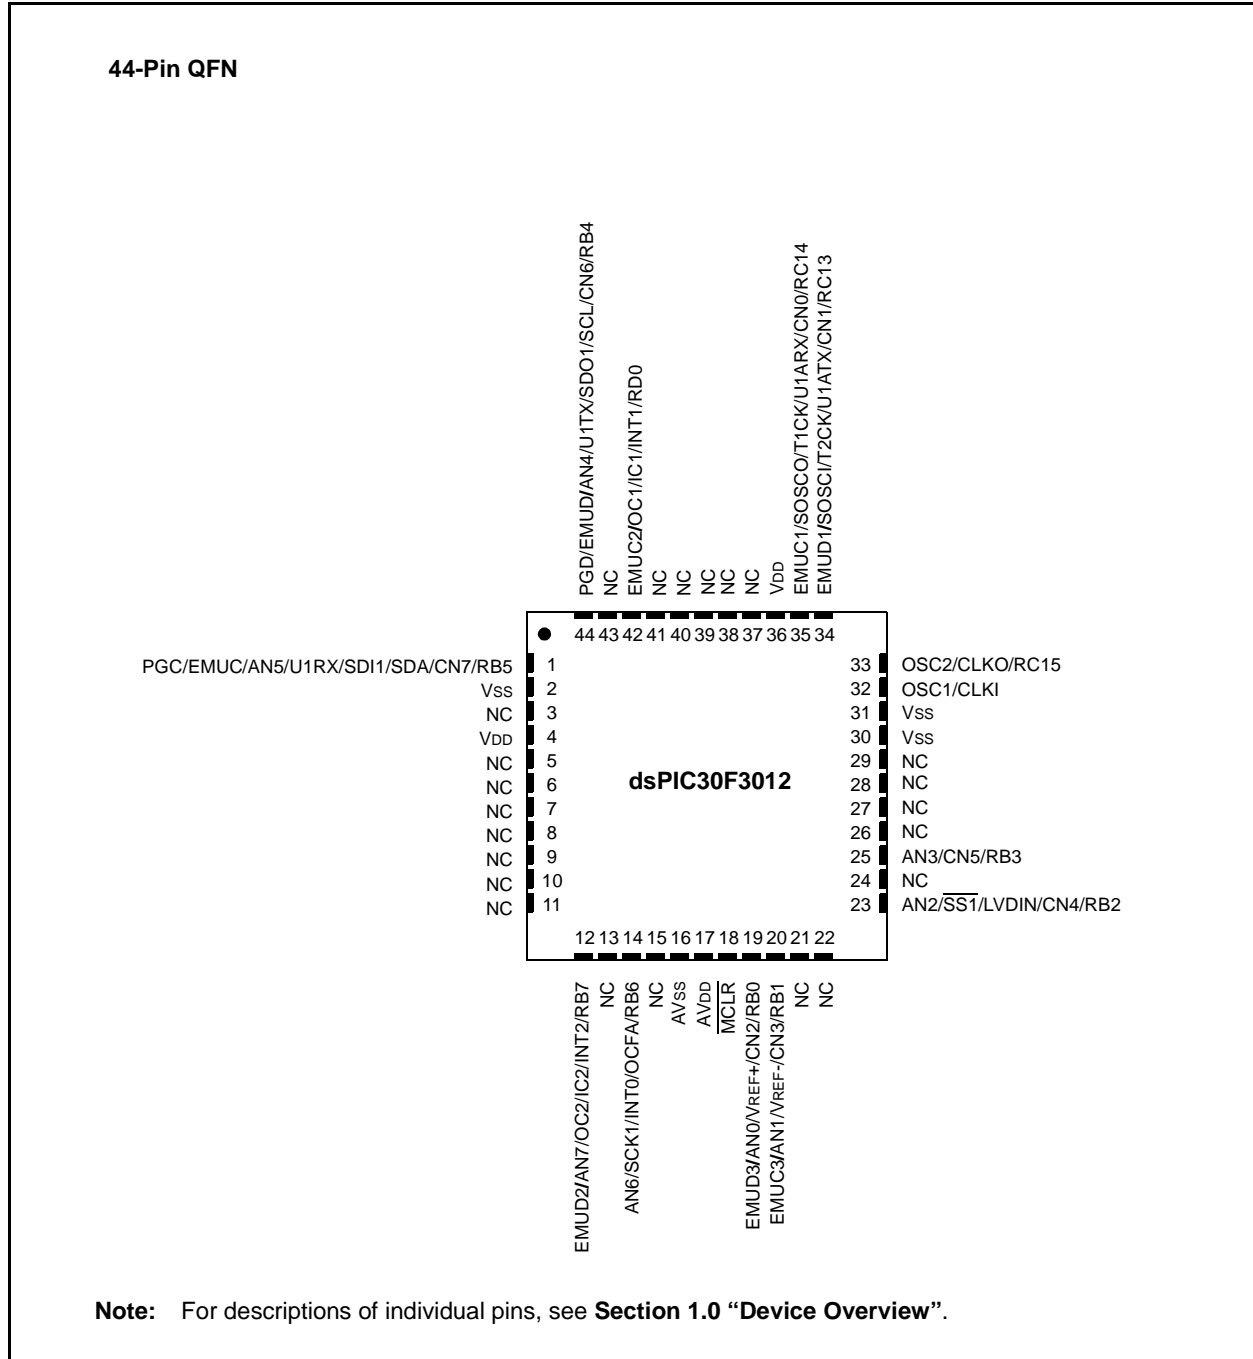 44-Pin QFN
PGD/EMUD/AN4/U1TX/SDO1/SCL/CN6/RB4
NC
EMUC2/OC1/IC1/INT1/RD0
NC
NC
NC
NC
NC
VDD
EMUC1/SOSCO/T1CK/U1ARX/CN0/RC14
EMUD1/SOSCI/T2CK/U1ATX/CN1/RC13
44 43 42 41 40 39 38 37 36 35 34
PGC/EMUC/AN5/U1RX/SDI1/SDA/CN7/RB5 1
VSS 2
NC 3
VDD 4
NC 5
NC 6
NC 7
NC 8
NC 9
NC 10
NC 11
dsPIC30F3012
33 OSC2/CLKO/RC15
32 OSC1/CLKI
31 VSS
30 VSS
29 NC
28 NC
27 NC
26 NC
25 AN3/CN5/RB3
24 NC
23 AN2/S̅S̅1̅/LVDIN/CN4/RB2
12 13 14 15 16 17 18 19 20 21 22
EMUD2/AN7/OC2/IC2/INT2/RB7
NC
AN6/SCK1/INT0/OCFA/RB6
NC
AVSS
AVDD
M̅C̅L̅R̅
EMUD3/AN0/VREF+/CN2/RB0
EMUC3/AN1/VREF-/CN3/RB1
NC
NC
Note: For descriptions of individual pins, see Section 1.0 “Device Overview”.